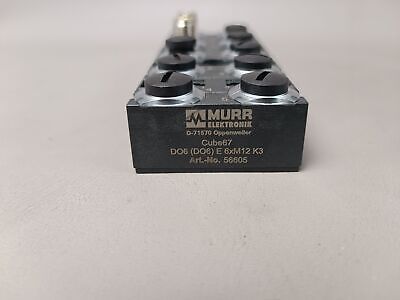 MURR
ELEKTRONIK
D-71570 Oppenweiler
Cube67
DO6 (DO6) E 6xM12 K3
Art.-No. 56605